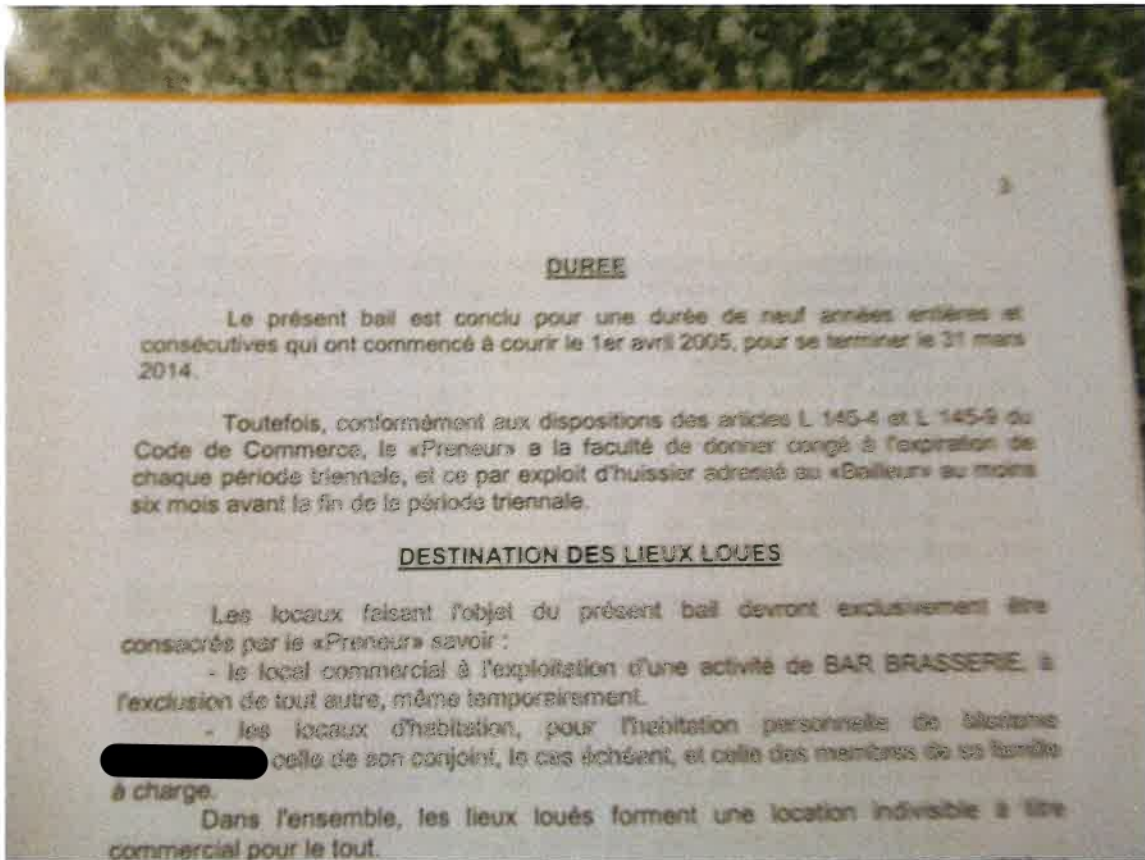 3
DUREE
Le présent bail est conclu pour une durée de neuf années entières et
consécutives qui ont commencé à courir le 1er avril 2005, pour se terminer le 31 mars
2014.
Toutefois, conformément aux dispositions des articles L 145-4 et L 145-9 du
Code de Commerce, le «Preneur» a la faculté de donner congé à l'expiration de
chaque période triennale, et ce par exploit d'huissier adressé au «Bailleur» au moins
six mois avant la fin de la période triennale.
DESTINATION DES LIEUX LOUES
Les locaux faisant l'objet du présent bail devront exclusivement être
consacrés par le «Preneur» savoir :
- le local commercial à l'exploitation d'une activité de BAR BRASSERIE, à
l'exclusion de tout autre, même temporairement.
- les locaux d'habitation, pour l'habitation personnelle de
celle de son conjoint, le cas échéant, et celle des membres de sa famille
à charge.
Dans l'ensemble, les lieux loués forment une location indivisible à titre
commercial pour le tout.